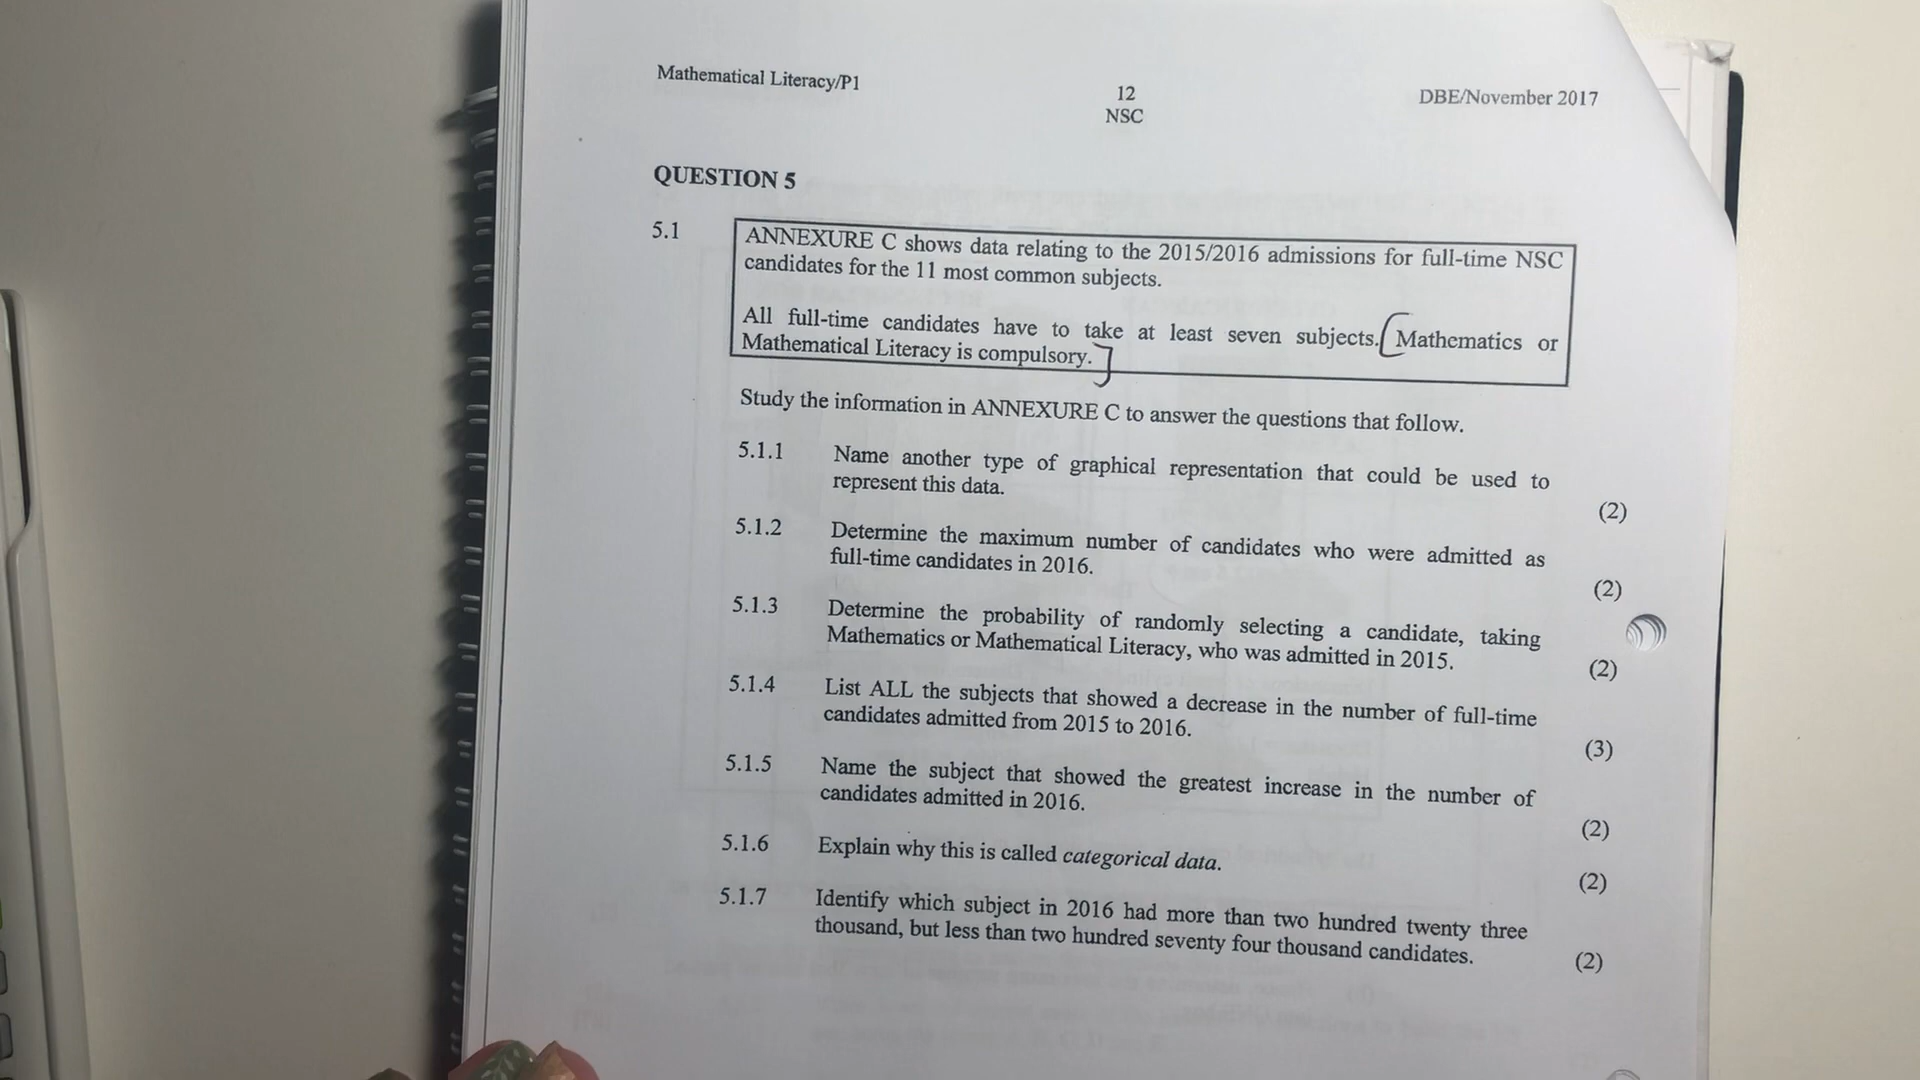 Mathematical Literacy/P1
12
NSC
DBE/November 2017
QUESTION 5
5.1
ANNEXURE C shows data relating to the 2015/2016 admissions for full-time NSC
candidates for the 11 most common subjects.
All full-time candidates have to take at least seven subjects. Mathematics or
Mathematical Literacy is compulsory.
Study the information in ANNEXURE C to answer the questions that follow.
5.1.1 Name another type of graphical representation that could be used to
represent this data.
(2)
5.1.2 Determine the maximum number of candidates who were admitted as
full-time candidates in 2016.
(2)
5.1.3 Determine the probability of randomly selecting a candidate, taking
Mathematics or Mathematical Literacy, who was admitted in 2015.
(2)
5.1.4 List ALL the subjects that showed a decrease in the number of full-time
candidates admitted from 2015 to 2016.
(3)
5.1.5 Name the subject that showed the greatest increase in the number of
candidates admitted in 2016.
(2)
5.1.6 Explain why this is called categorical data.
(2)
5.1.7 Identify which subject in 2016 had more than two hundred twenty three
thousand, but less than two hundred seventy four thousand candidates.
(2)